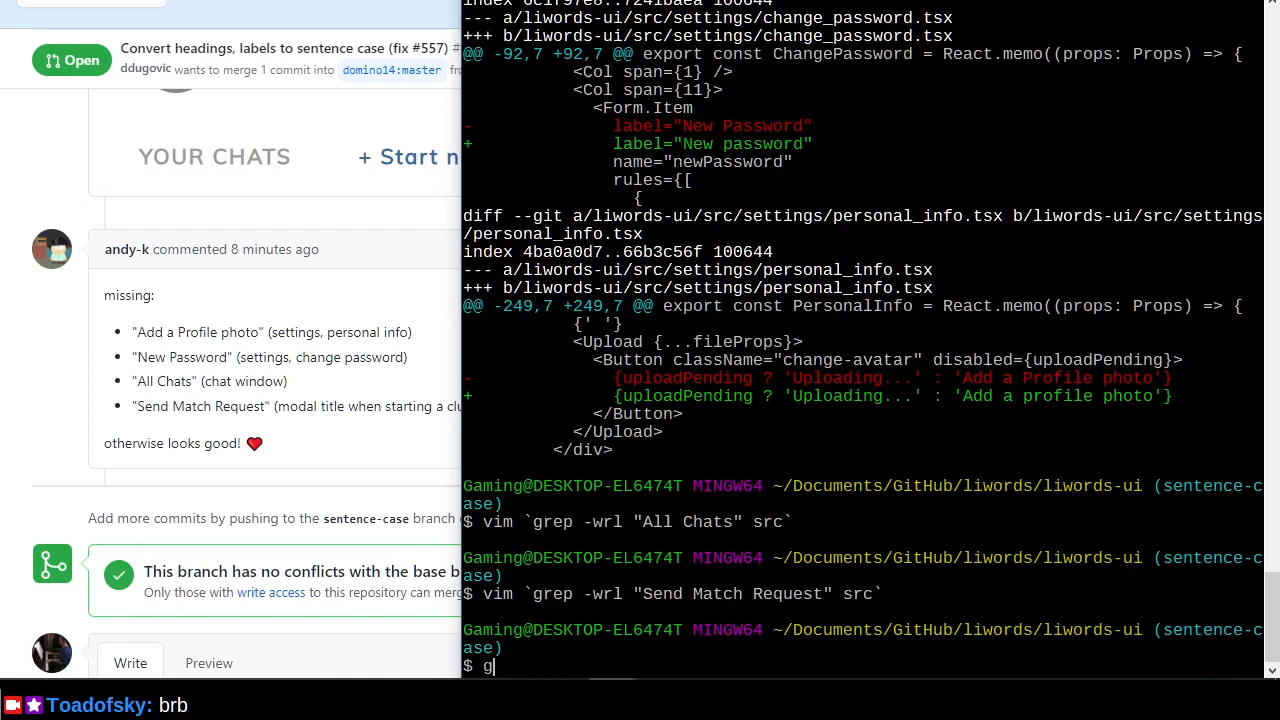 Convert headings, labels to sentence case (fix #557) #
Open
ddugovic wants to merge 1 commit into domino14:master fro
YOUR CHATS
+ Start n
andy-k commented 8 minutes ago
missing:
"Add a Profile photo" (settings, personal info)
"New Password" (settings, change password)
"All Chats" (chat window)
"Send Match Request" (modal title when starting a clu
otherwise looks good! ❤
Add more commits by pushing to the sentence-case branch
This branch has no conflicts with the base b
Only those with write access to this repository can merg
Write
Preview
index 6c1f97e8..7241baea 100644
--- a/liwords-ui/src/settings/change_password.tsx
+++ b/liwords-ui/src/settings/change_password.tsx
@@ -92,7 +92,7 @@ export const ChangePassword = React.memo((props: Props) => {
<Col span={1} />
<Col span={11}>
<Form.Item
- label="New Password"
+ label="New password"
name="newPassword"
rules={[
{
diff --git a/liwords-ui/src/settings/personal_info.tsx b/liwords-ui/src/settings
/personal_info.tsx
index 4ba0a0d7..66b3c56f 100644
--- a/liwords-ui/src/settings/personal_info.tsx
+++ b/liwords-ui/src/settings/personal_info.tsx
@@ -249,7 +249,7 @@ export const PersonalInfo = React.memo((props: Props) => {
{' '}
<Upload {...fileProps}>
<Button className="change-avatar" disabled={uploadPending}>
- {uploadPending ? 'Uploading...' : 'Add a Profile photo'}
+ {uploadPending ? 'Uploading...' : 'Add a profile photo'}
</Button>
</Upload>
</div>
Gaming@DESKTOP-EL6474T MINGW64 ~/Documents/GitHub/liwords/liwords-ui (sentence-c
ase)
$ vim `grep -wrl "All Chats" src`
Gaming@DESKTOP-EL6474T MINGW64 ~/Documents/GitHub/liwords/liwords-ui (sentence-c
ase)
$ vim `grep -wrl "Send Match Request" src`
Gaming@DESKTOP-EL6474T MINGW64 ~/Documents/GitHub/liwords/liwords-ui (sentence-c
ase)
$ g
Toadofsky: brb